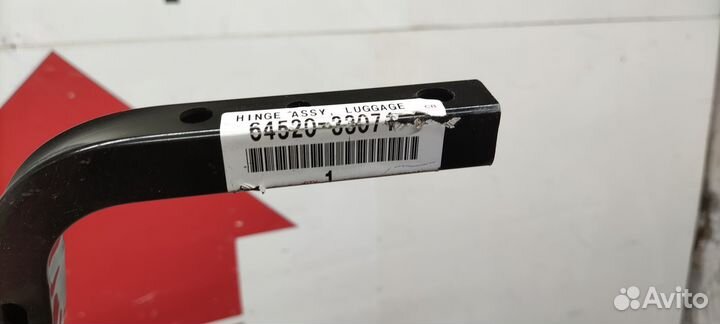 HINGE ASSY, LUGGAGE
64520-33071
1
Avito